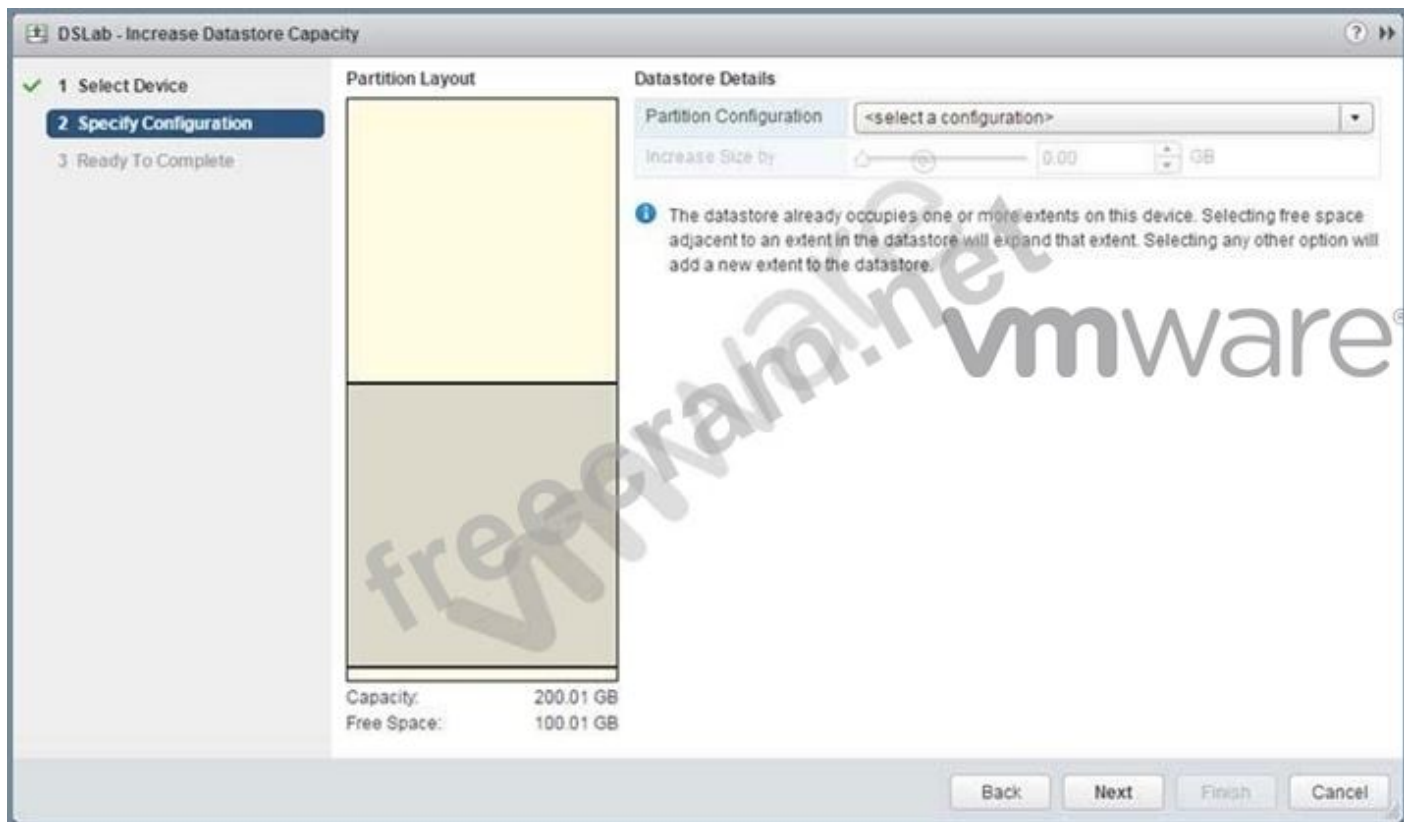 DSLab - Increase Datastore Capacity
1 Select Device
2 Specify Configuration
3 Ready To Complete
Partition Layout
Capacity: 200.01 GB
Free Space: 100.01 GB
Datastore Details
Partition Configuration <select a configuration>
Increase Size by 0.00 GB
The datastore already occupies one or more extents on this device. Selecting free space
adjacent to an extent in the datastore will expand that extent. Selecting any other option will
add a new extent to the datastore.
vmware®
vmware
freecram.net
Back Next Finish Cancel